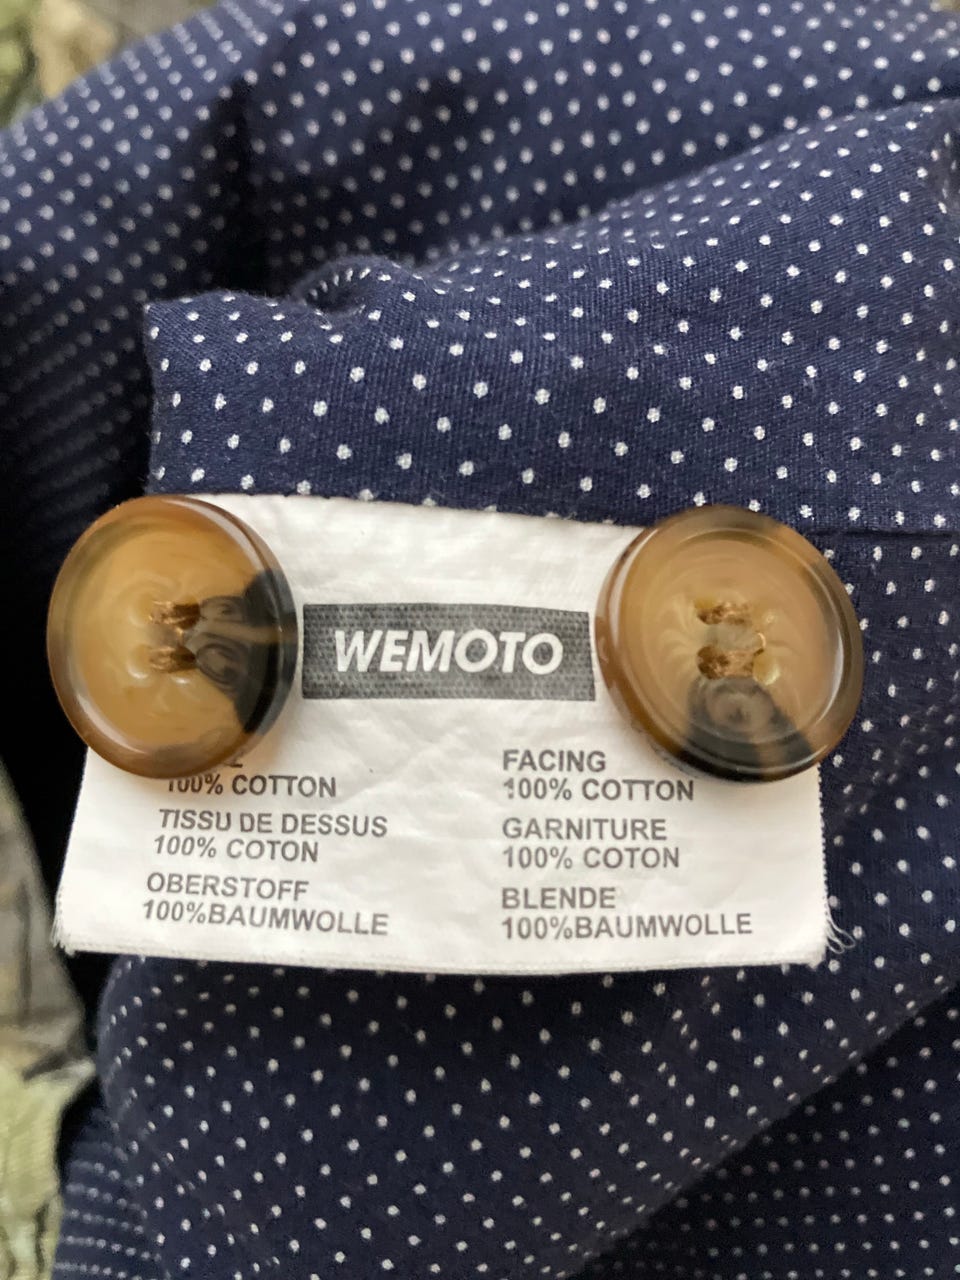 WEMOTO
100% COTTON
TISSU DE DESSUS
100% COTON
OBERSTOFF
100%BAUMWOLLE
FACING
100% COTTON
GARNITURE
100% COTON
BLENDE
100%BAUMWOLLE